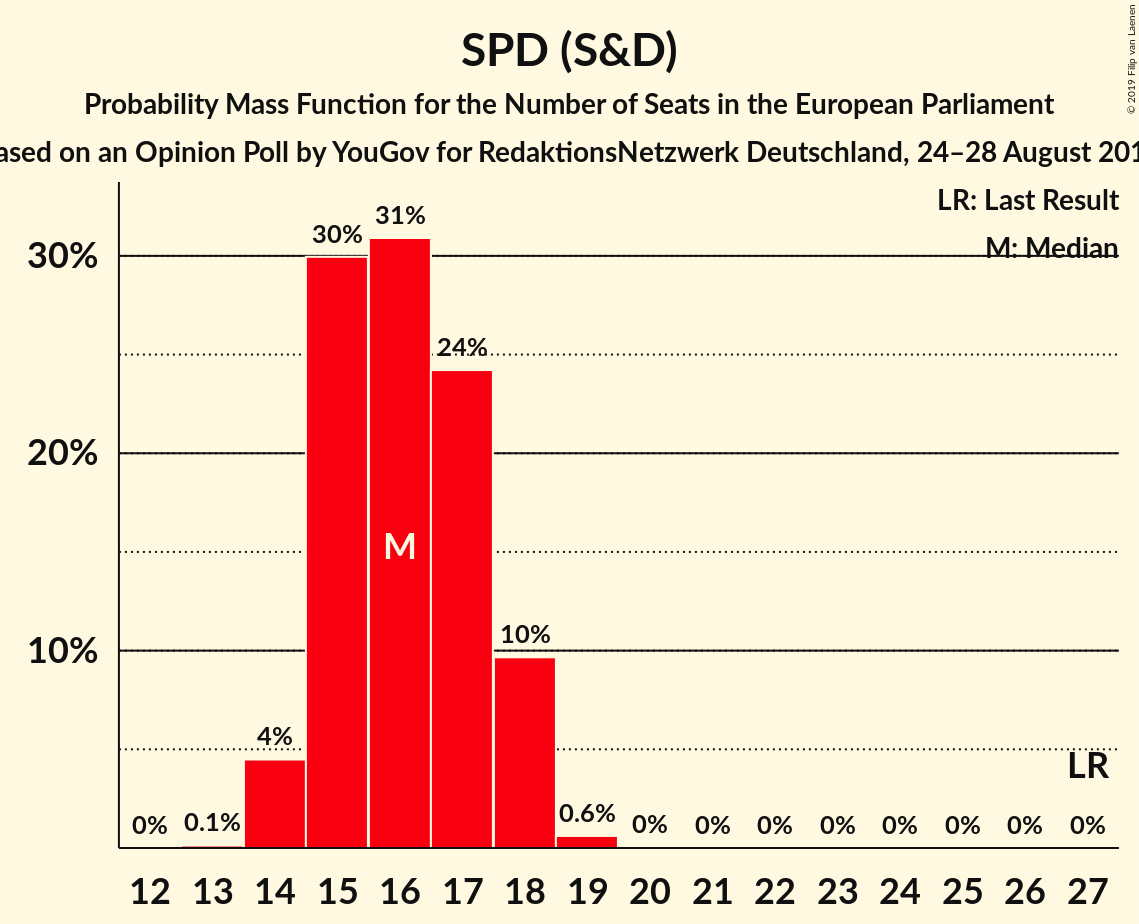 SPD (S&D)
Probability Mass Function for the Number of Seats in the European Parliament
ased on an Opinion Poll by YouGov for RedaktionsNetzwerk Deutschland, 24–28 August 201
© 2019 Filip van Laenen
LR: Last Result
M: Median
30%
20%
10%
0% 0.1% 4% 30% 31% 24% 10% 0.6% 0% 0% 0% 0% 0% 0% 0% 0%
M
LR
12 13 14 15 16 17 18 19 20 21 22 23 24 25 26 27